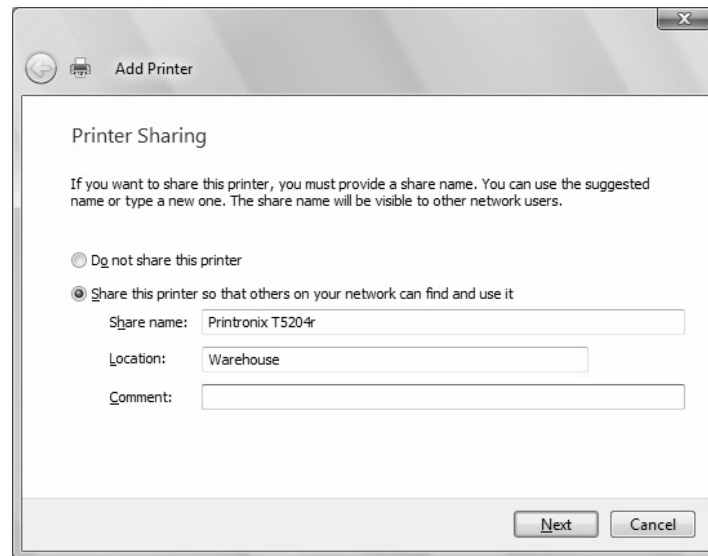 Add Printer
Printer Sharing
If you want to share this printer, you must provide a share name. You can use the suggested
name or type a new one. The share name will be visible to other network users.
Do not share this printer
Share this printer so that others on your network can find and use it
Share name: Printronix T5204r
Location: Warehouse
Comment:
Next Cancel